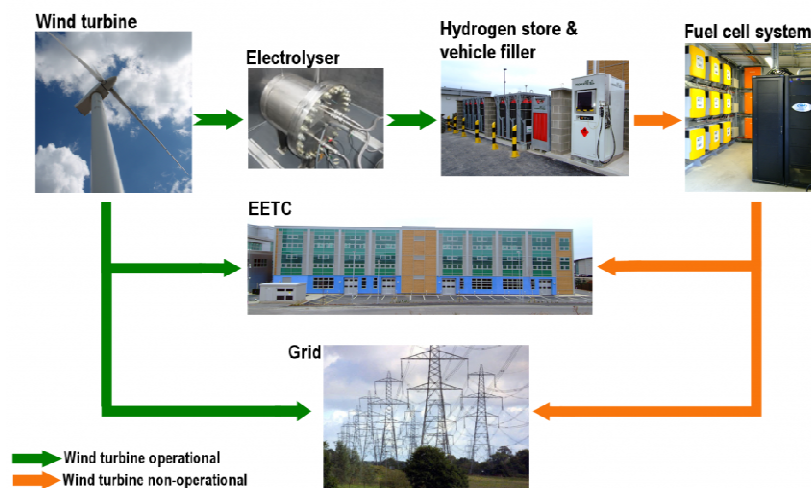 Wind turbine
Electrolyser
Hydrogen store &
vehicle filler
Fuel cell system
EETC
Grid
Wind turbine operational
Wind turbine non-operational